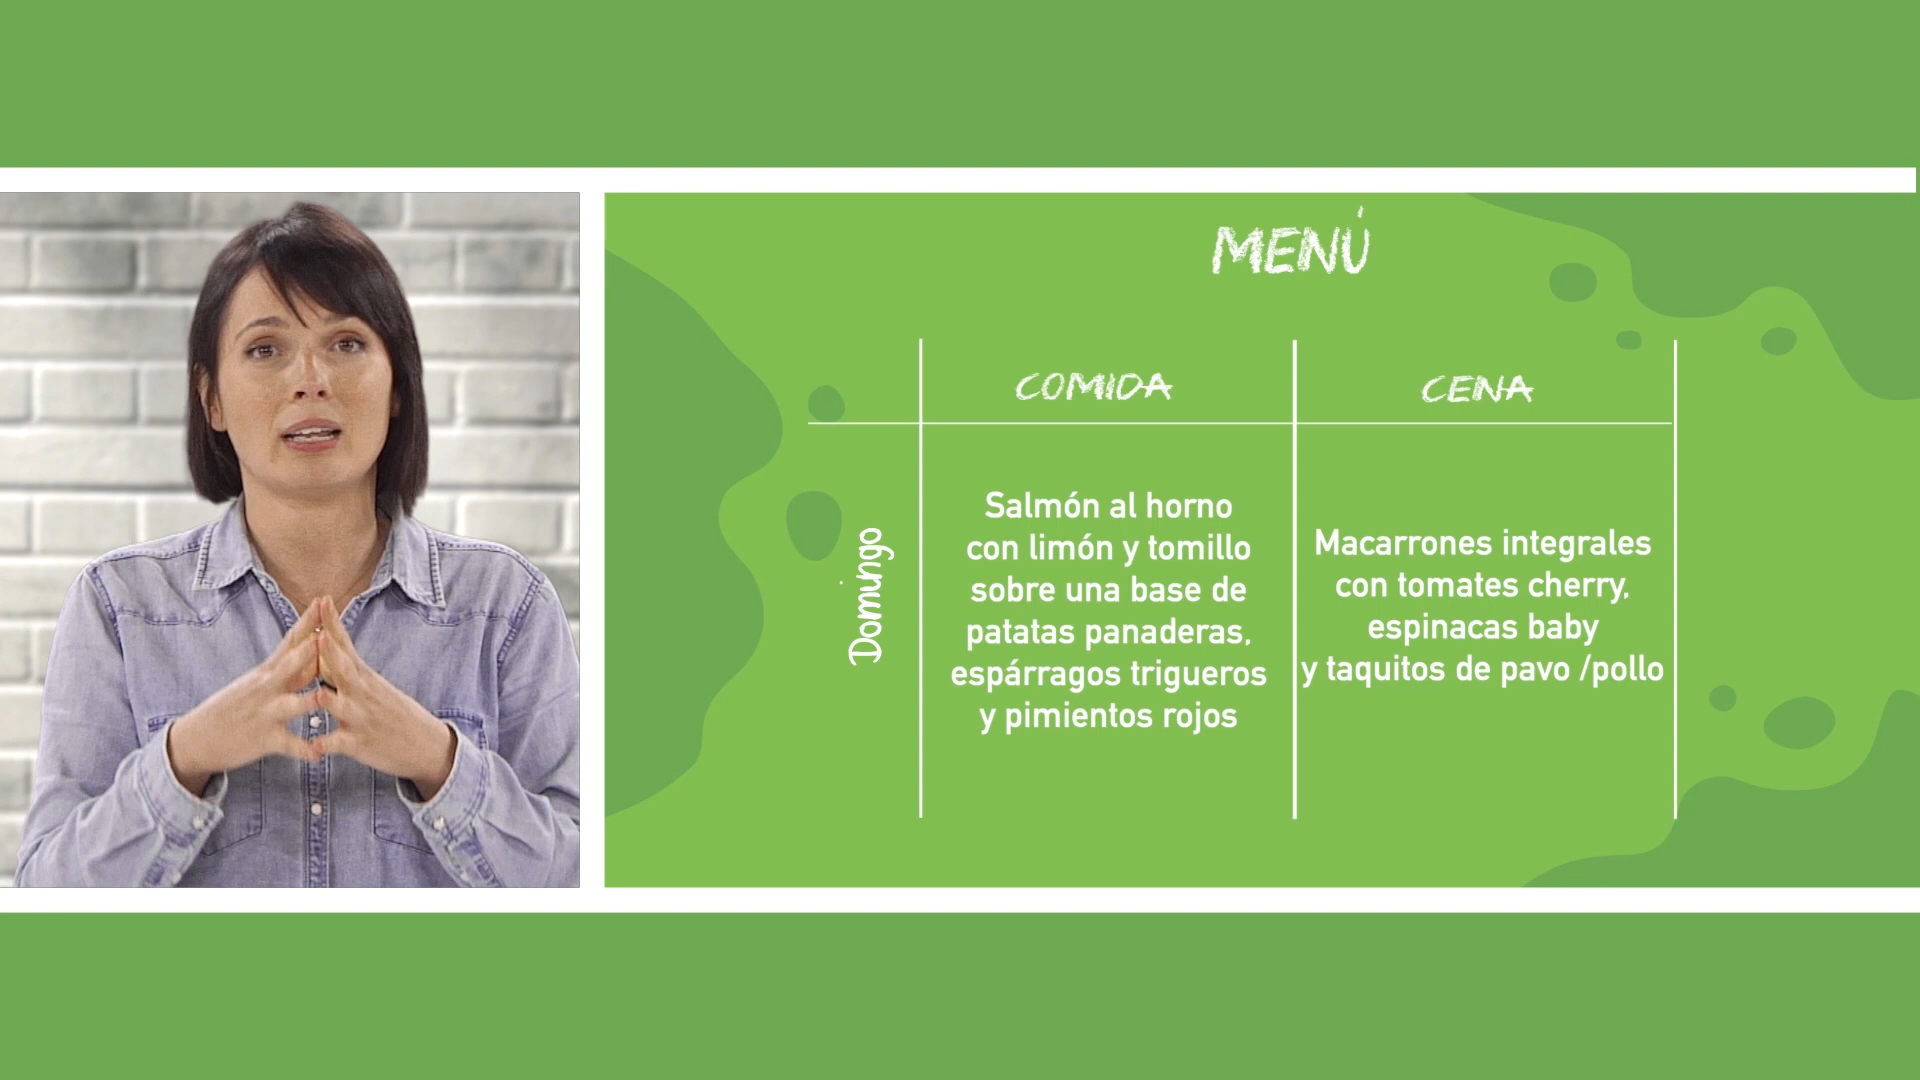 MENÚ
COMIDA
CENA
Domingo
Salmón al horno
con limón y tomillo
sobre una base de
patatas panaderas,
espárragos trigueros
y pimientos rojos
Macarrones integrales
con tomates cherry,
espinacas baby
y taquitos de pavo /pollo